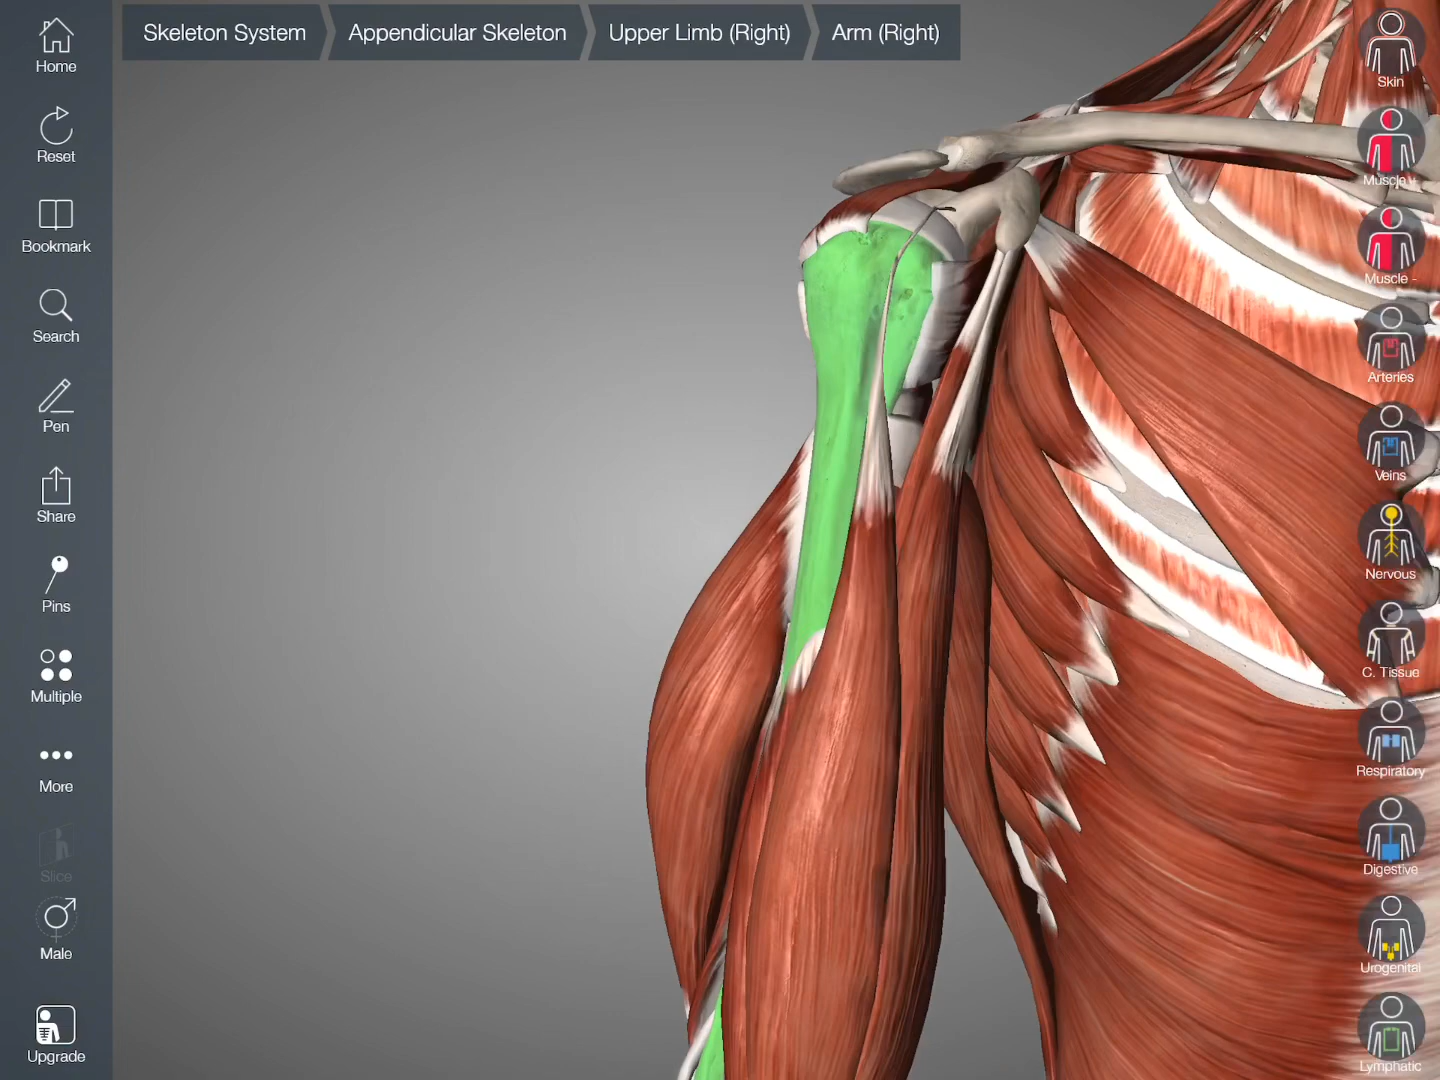 Skeleton System
Appendicular Skeleton
Upper Limb (Right)
Arm (Right)
Home
Reset
Bookmark
Search
Pen
Share
Pins
Multiple
More
Slice
Male
Upgrade
Skin
Muscle +
Muscle -
Arteries
Veins
Nervous
C. Tissue
Respiratory
Digestive
Urogenital
Lymphatic